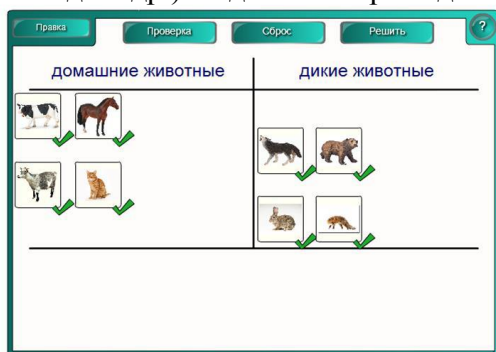 Правка
Проверка
Сброс
Решить
?
домашние животные
дикие животные